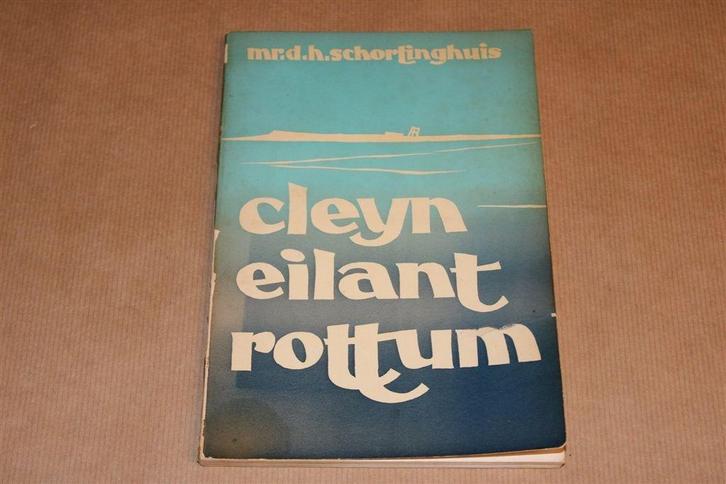 mr.d.h.schortinghuis
cleyn
eilant
rottum